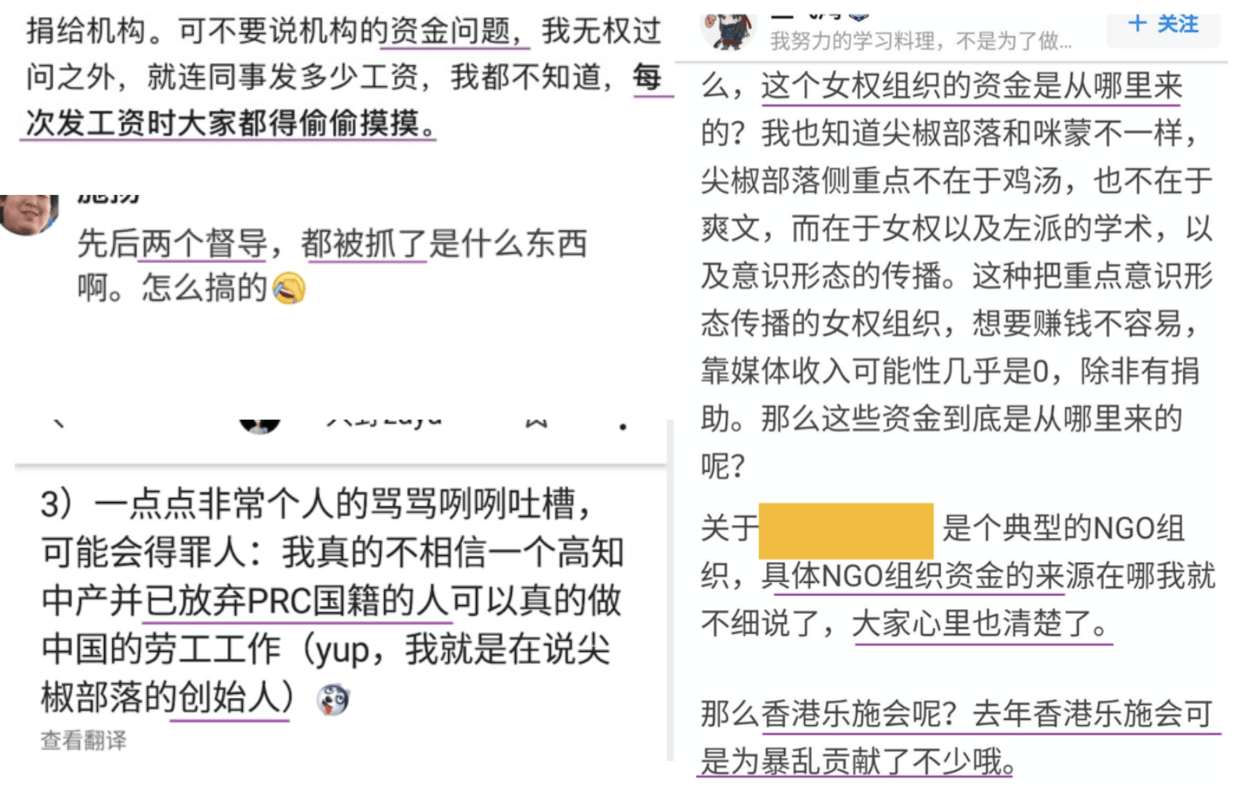 捐给机构。可不要说机构的资金问题，我无权过
问之外，就连同事发多少工资，我都不知道，每
次发工资时大家都得偷偷摸摸。
先后两个督导，都被抓了是什么东西
啊。怎么搞的
3）一点点非常个人的骂骂咧咧吐槽，
可能会得罪人：我真的不相信一个高知
中产并已放弃PRC国籍的人可以真的做
中国的劳工工作（yup，我就是在说尖
椒部落的创始人）
查看翻译
+ 关注
我努力的学习料理，不是为了做...
么，这个女权组织的资金是从哪里来
的？我也知道尖椒部落和咪蒙不一样，
尖椒部落侧重点不在于鸡汤，也不在于
爽文，而在于女权以及左派的学术，以
及意识形态的传播。这种把重点意识形
态传播的女权组织，想要赚钱不容易，
靠媒体收入可能性几乎是0，除非有捐
助。那么这些资金到底是从哪里来的
呢？
关于 是个典型的NGO组
织，具体NGO组织资金的来源在哪我就
不细说了，大家心里也清楚了。
那么香港乐施会呢？去年香港乐施会可
是为暴乱贡献了不少哦。